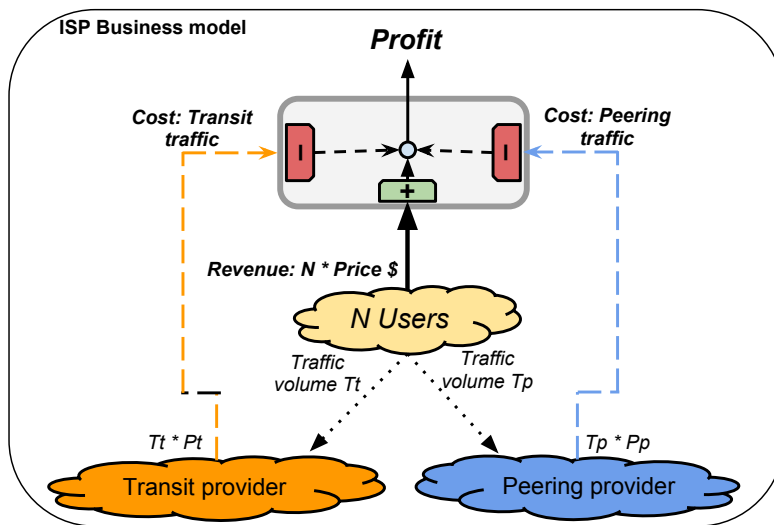 ISP Business model
Profit
Cost: Transit
traffic
Cost: Peering
traffic
–
–
+
Revenue: N * Price $
N Users
Traffic
volume Tt
Traffic
volume Tp
Tt * Pt
Tp * Pp
Transit provider
Peering provider